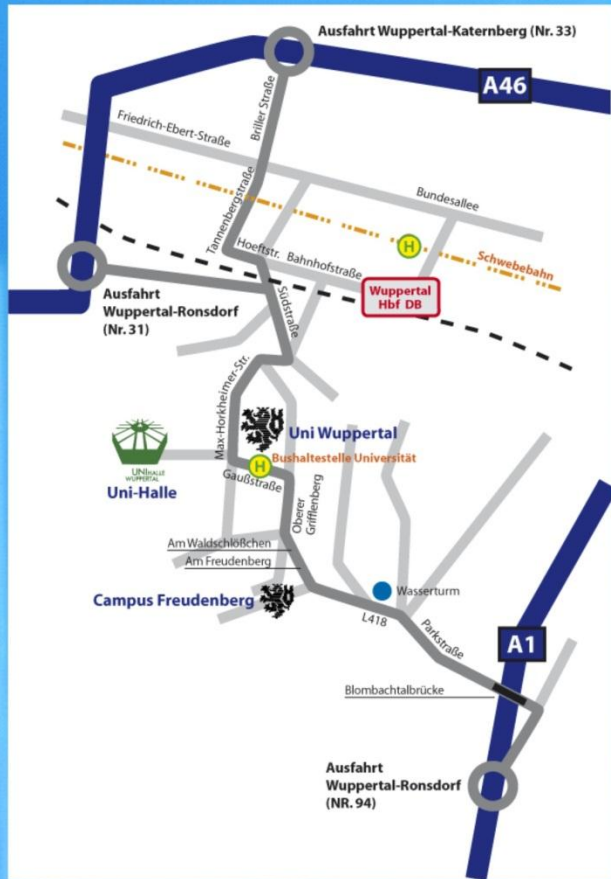 Ausfahrt Wuppertal-Katernberg (Nr. 33)
A46
Briller Straße
Friedrich-Ebert-Straße
Bundesallee
Tannenbergstraße
H
Hoeftstr.
Bahnhofstraße
Schwebebahn
Wuppertal
Hbf DB
Ausfahrt
Wuppertal-Ronsdorf
(Nr. 31)
Südstraße
Max-Horkheimer-Str.
Uni Wuppertal
Bushaltestelle Universität
H
UNIHALLE
WUPPERTAL
Uni-Halle
Gaußstraße
Oberer
Grifflenberg
Am Waldschlößchen
Am Freudenberg
Campus Freudenberg
Wasserturm
L418
Parkstraße
A1
Blombachtalbrücke
Ausfahrt
Wuppertal-Ronsdorf
(NR. 94)